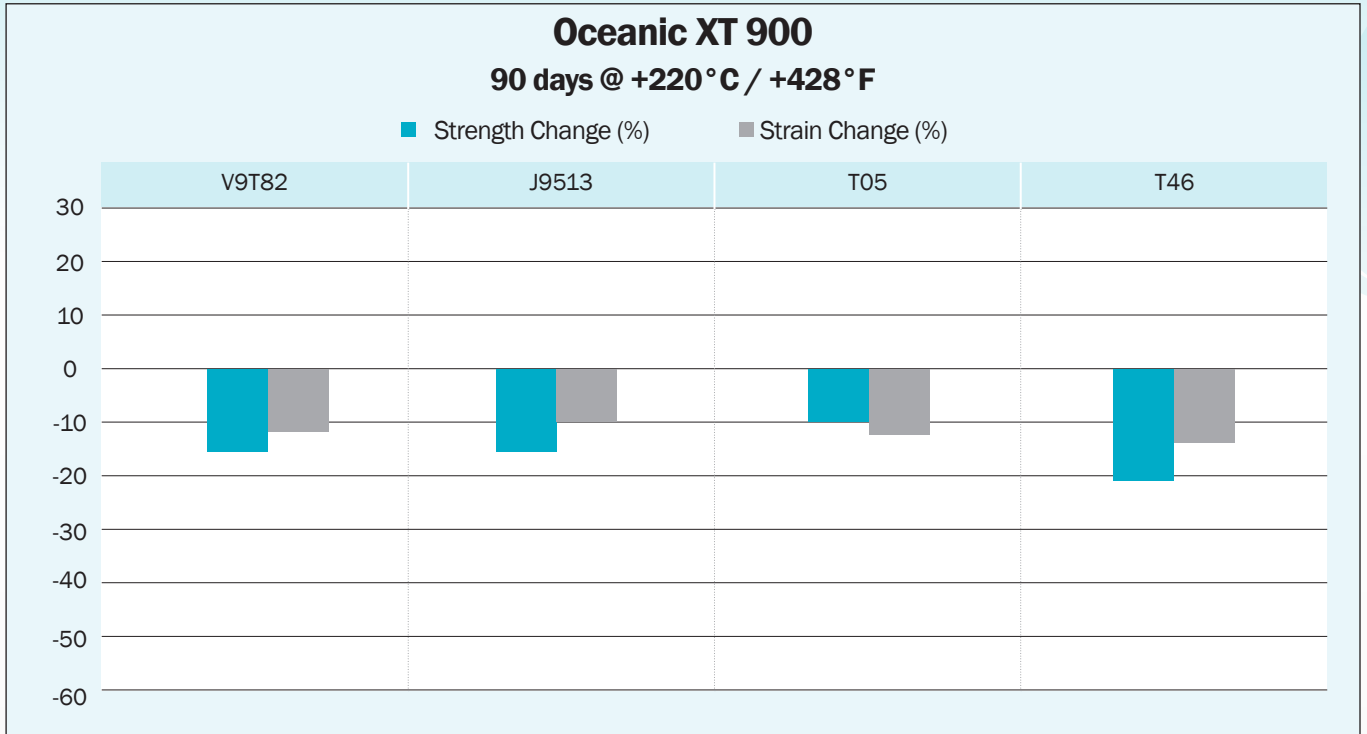 Oceanic XT 900
90 days @ +220°C / +428°F
Strength Change (%) Strain Change (%)
V9T82 J9513 T05 T46
30
20
10
0
-10
-20
-30
-40
-50
-60